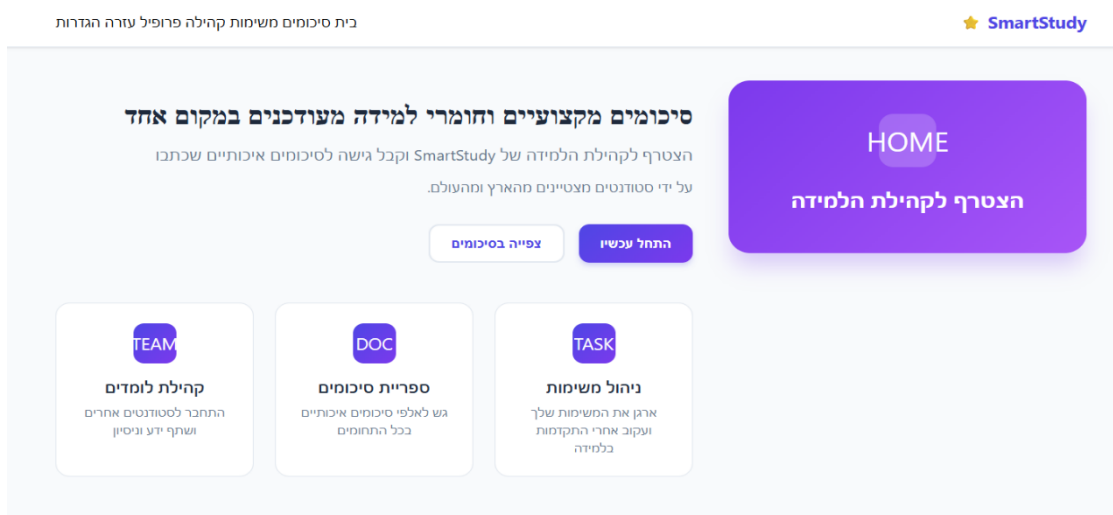 SmartStudy
בית סיכומים משימות קהילה פרופיל עזרה הגדרות
HOME
הצטרף לקהילת הלמידה
סיכומים מקצועיים וחומרי למידה מעודכנים במקום אחד
הצטרף לקהילת הלמידה של SmartStudy וקבל גישה לסיכומים איכותיים שכתבו
על ידי סטודנטים מצטיינים מהארץ ומהעולם.
התחל עכשיו
צפייה בסיכומים
TASK
ניהול משימות
ארגן את המשימות שלך
ועקוב אחרי התקדמות
בלמידה
DOC
ספריית סיכומים
גש לאלפי סיכומים איכותיים
בכל התחומים
TEAM
קהילת לומדים
התחבר לסטודנטים אחרים
ושתף ידע וניסיון